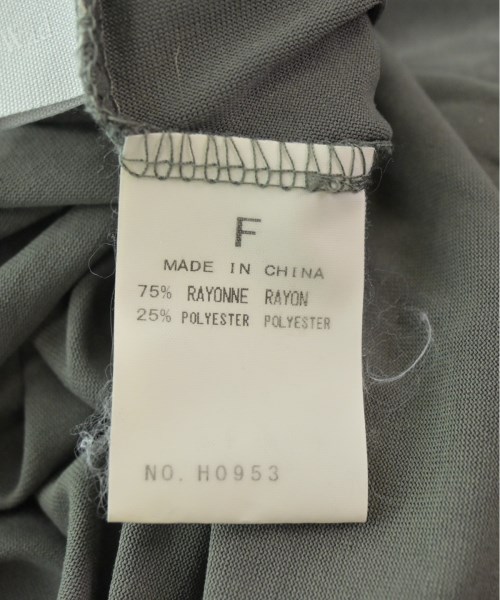 F
MADE IN CHINA
75% RAYONNE RAYON
25% POLYESTER POLYESTER
NO. H0953